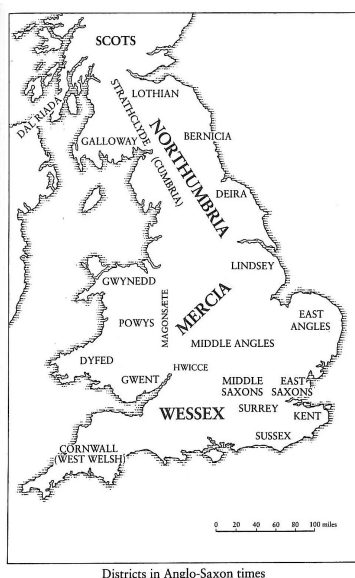 SCOTS
LOTHIAN
STRATHCLYDE
(CUMBRIA)
DAL RIADA
GALLOWAY
BERNICIA
NORTHUMBRIA
DEIRA
LINDSEY
GWYNEDD
MERCIA
MAGONSÆTE
POWYS
EAST
ANGLES
MIDDLE ANGLES
DYFED
HWICCE
GWENT
MIDDLE
SAXONS
EAST
SAXONS
WESSEX
SURREY
KENT
SUSSEX
CORNWALL
(WEST WELSH)
0 20 40 60 80 100 miles
Districts in Anglo-Saxon times